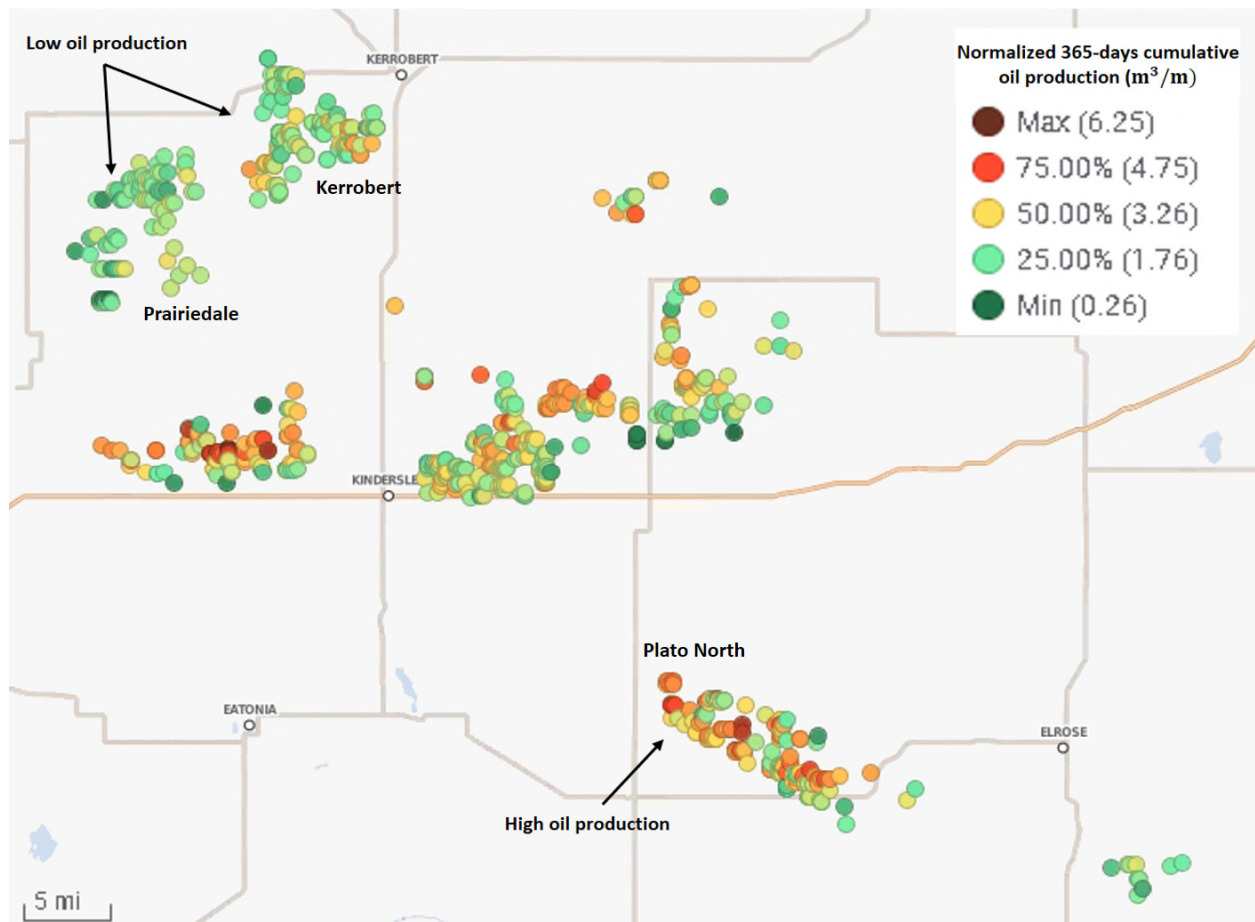 Low oil production
KERROBERT
Kerrobert
Prairiedale
Normalized 365-days cumulative
oil production (m³/m)
Max (6.25)
75.00% (4.75)
50.00% (3.26)
25.00% (1.76)
Min (0.26)
KINDERSLE
Plato North
EATONIA
ELROSE
High oil production
5 mi